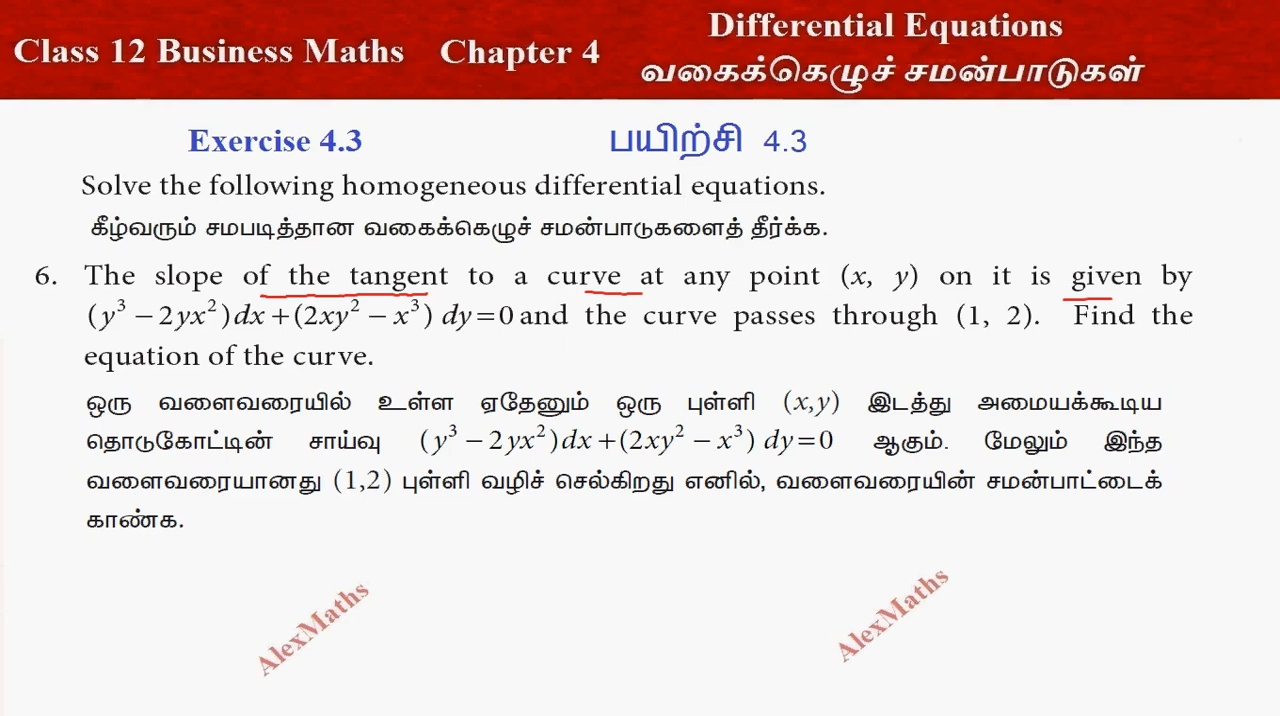 Differential Equations
Class 12 Business Maths Chapter 4
வகைக்கெழுச் சமன்பாடுகள்
Exercise 4.3 பயிற்சி 4.3
Solve the following homogeneous differential equations.
கீழ்வரும் சமபடித்தான வகைக்கெழுச் சமன்பாடுகளைத் தீர்க்க.
6. The slope of the tangent to a curve at any point (x, y) on it is given by
(y³ − 2yx²)dx + (2xy² − x³) dy = 0 and the curve passes through (1, 2). Find the
equation of the curve.
ஒரு வளைவரையில் உள்ள ஏதேனும் ஒரு புள்ளி (x,y) இடத்து அமையக்கூடிய
தொடுகோட்டின் சாய்வு (y³ − 2yx²)dx + (2xy² − x³) dy = 0 ஆகும். மேலும் இந்த
வளைவரையானது (1,2) புள்ளி வழிச் செல்கிறது எனில், வளைவரையின் சமன்பாட்டைக்
காண்க.
AlexMaths AlexMaths